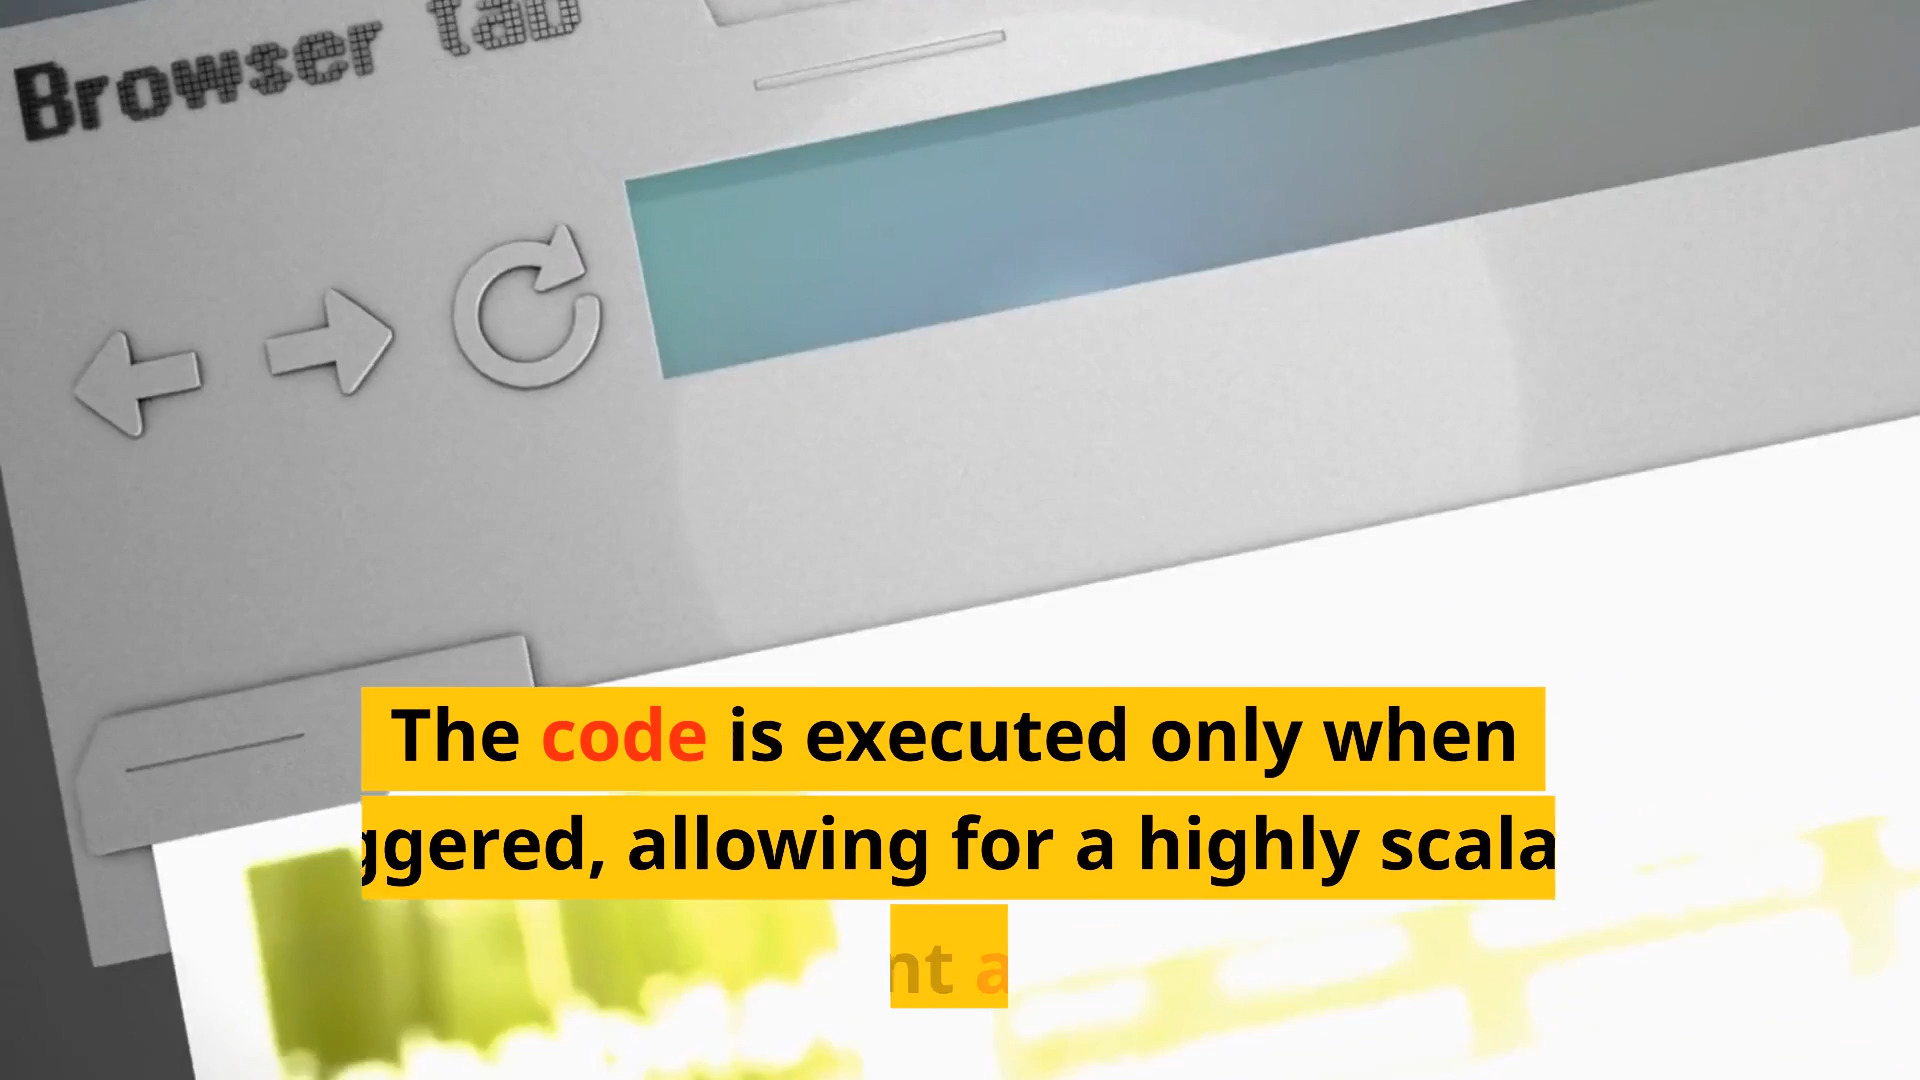 Browser tab
The code is executed only when
ggered, allowing for a highly scala
nt a